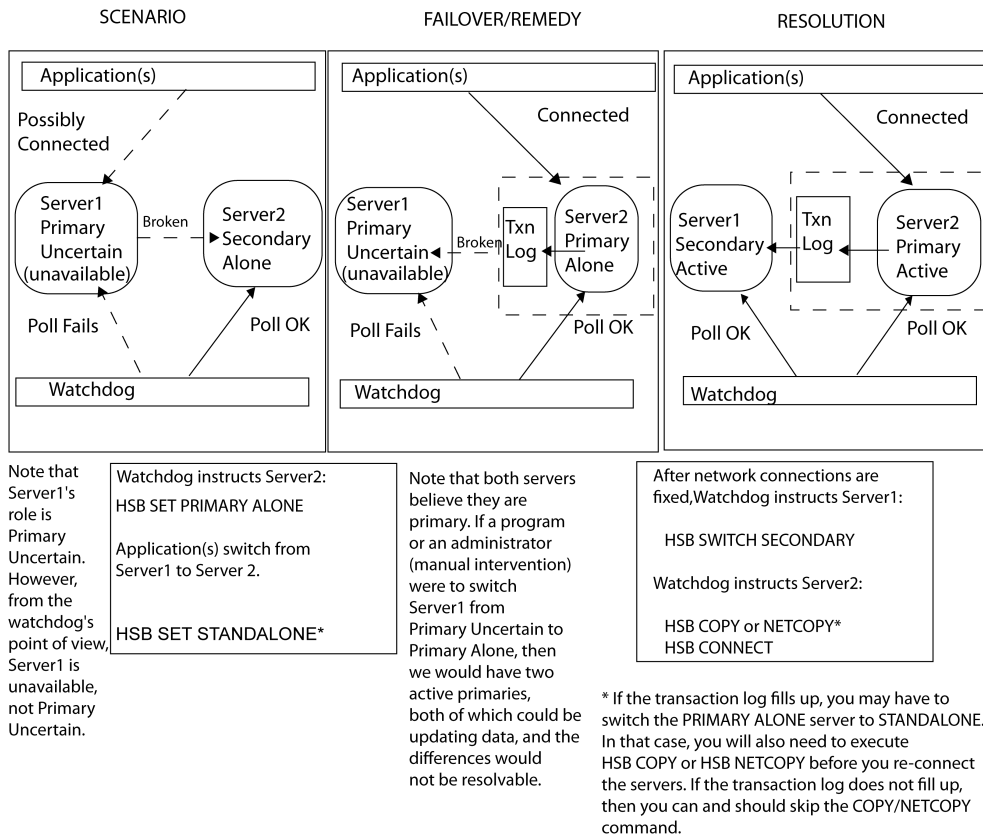 SCENARIO
FAILOVER/REMEDY
RESOLUTION
Application(s)
Possibly
Connected
Server1
Primary
Uncertain
(unavailable)
Broken
Server2
Secondary
Alone
Poll Fails
Poll OK
Watchdog
Application(s)
Connected
Server1
Primary
Uncertain
(unavailable)
Broken
Txn
Log
Server2
Primary
Alone
Poll Fails
Poll OK
Watchdog
Application(s)
Connected
Server1
Secondary
Active
Txn
Log
Server2
Primary
Active
Poll OK
Poll OK
Watchdog
Note that
Server1's
role is
Primary
Uncertain.
However,
from the
watchdog's
point of view,
Server1 is
unavailable,
not Primary
Uncertain.
Watchdog instructs Server2:
HSB SET PRIMARY ALONE
Application(s) switch from
Server1 to Server 2.
HSB SET STANDALONE*
Note that both servers
believe they are
primary. If a program
or an administrator
(manual intervention)
were to switch
Server1 from
Primary Uncertain to
Primary Alone, then
we would have two
active primaries,
both of which could be
updating data, and the
differences would
not be resolvable.
After network connections are
fixed,Watchdog instructs Server1:
HSB SWITCH SECONDARY
Watchdog instructs Server2:
HSB COPY or NETCOPY*
HSB CONNECT
* If the transaction log fills up, you may have to
switch the PRIMARY ALONE server to STANDALONE.
In that case, you will also need to execute
HSB COPY or HSB NETCOPY before you re-connect
the servers. If the transaction log does not fill up,
then you can and should skip the COPY/NETCOPY
command.